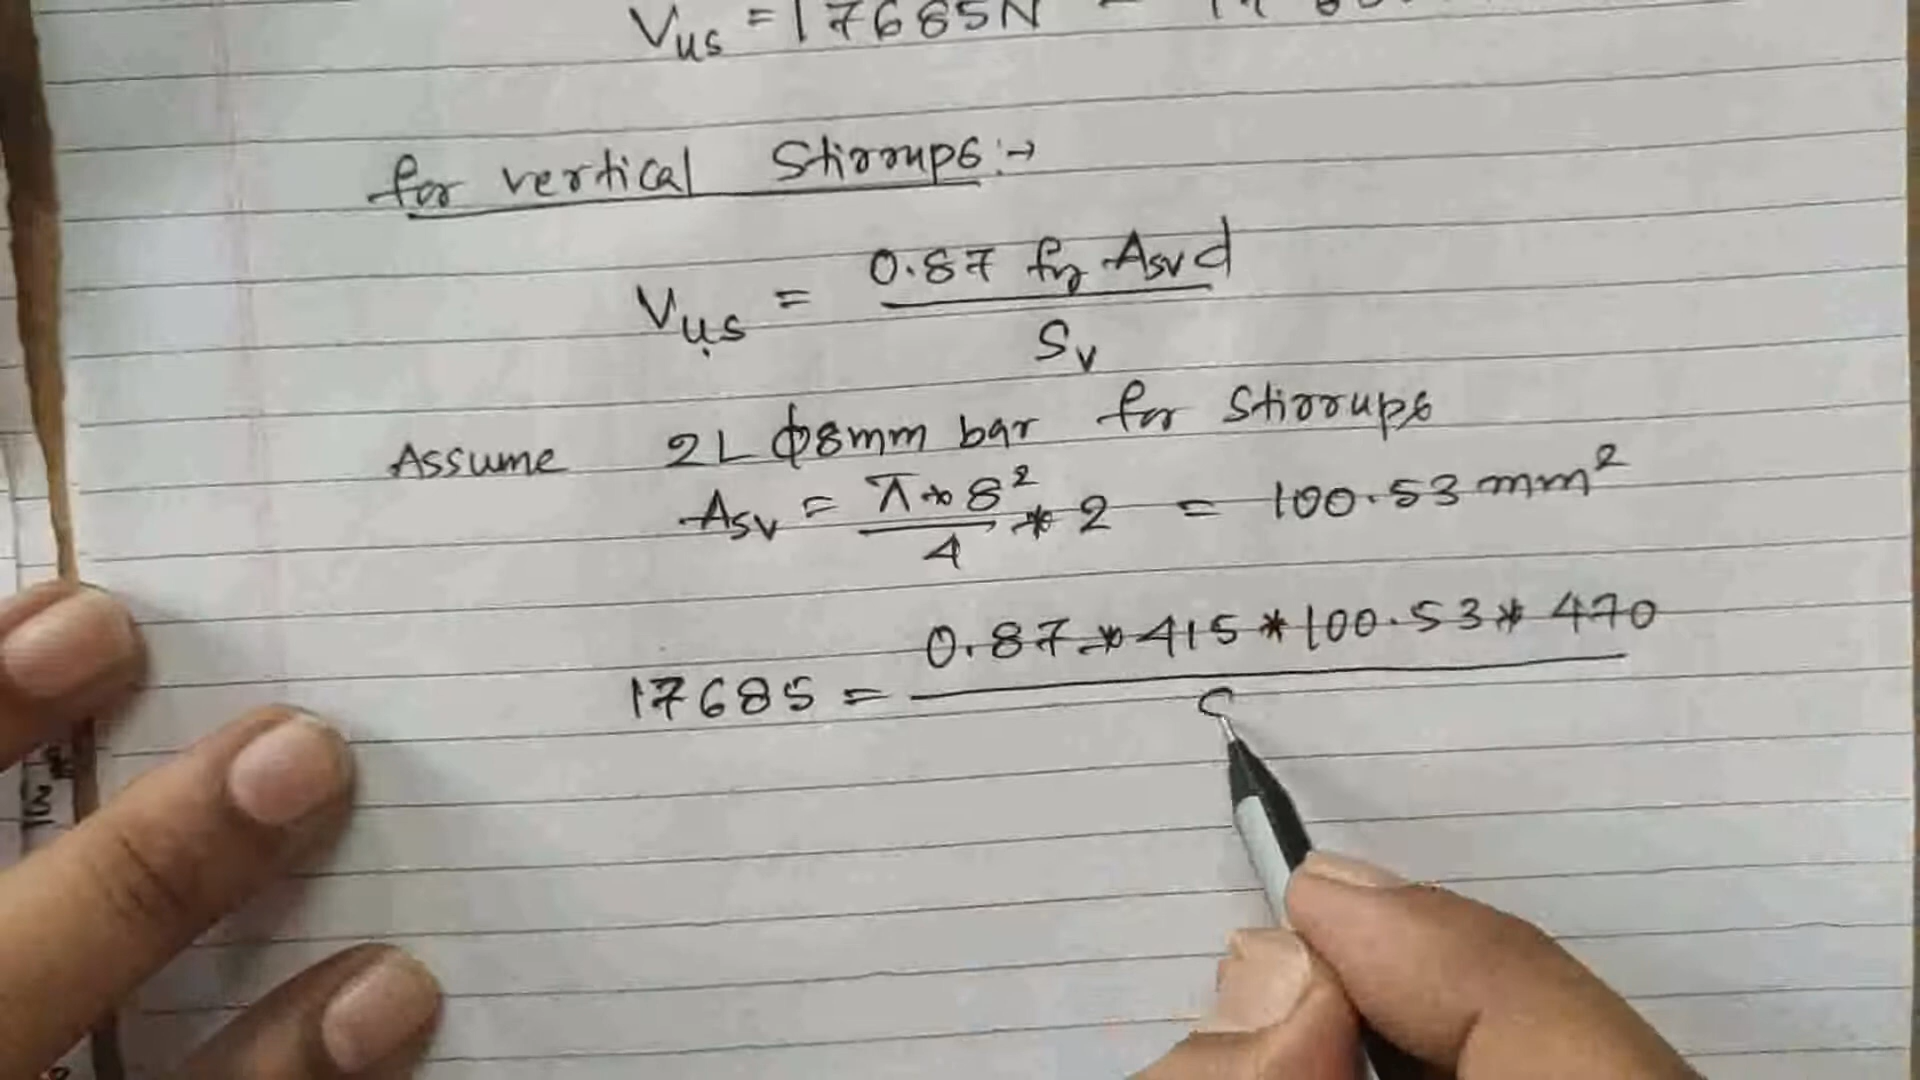 Vus = 17685N
for vertical Stirrups :→
Vus = 0.87 fy Asv d / Sv
Assume 2L ϕ8mm bar for Stirrups
Asv = π * 8² / 4 * 2 = 100.53 mm²
17685 = 0.87 * 415 * 100.53 * 470